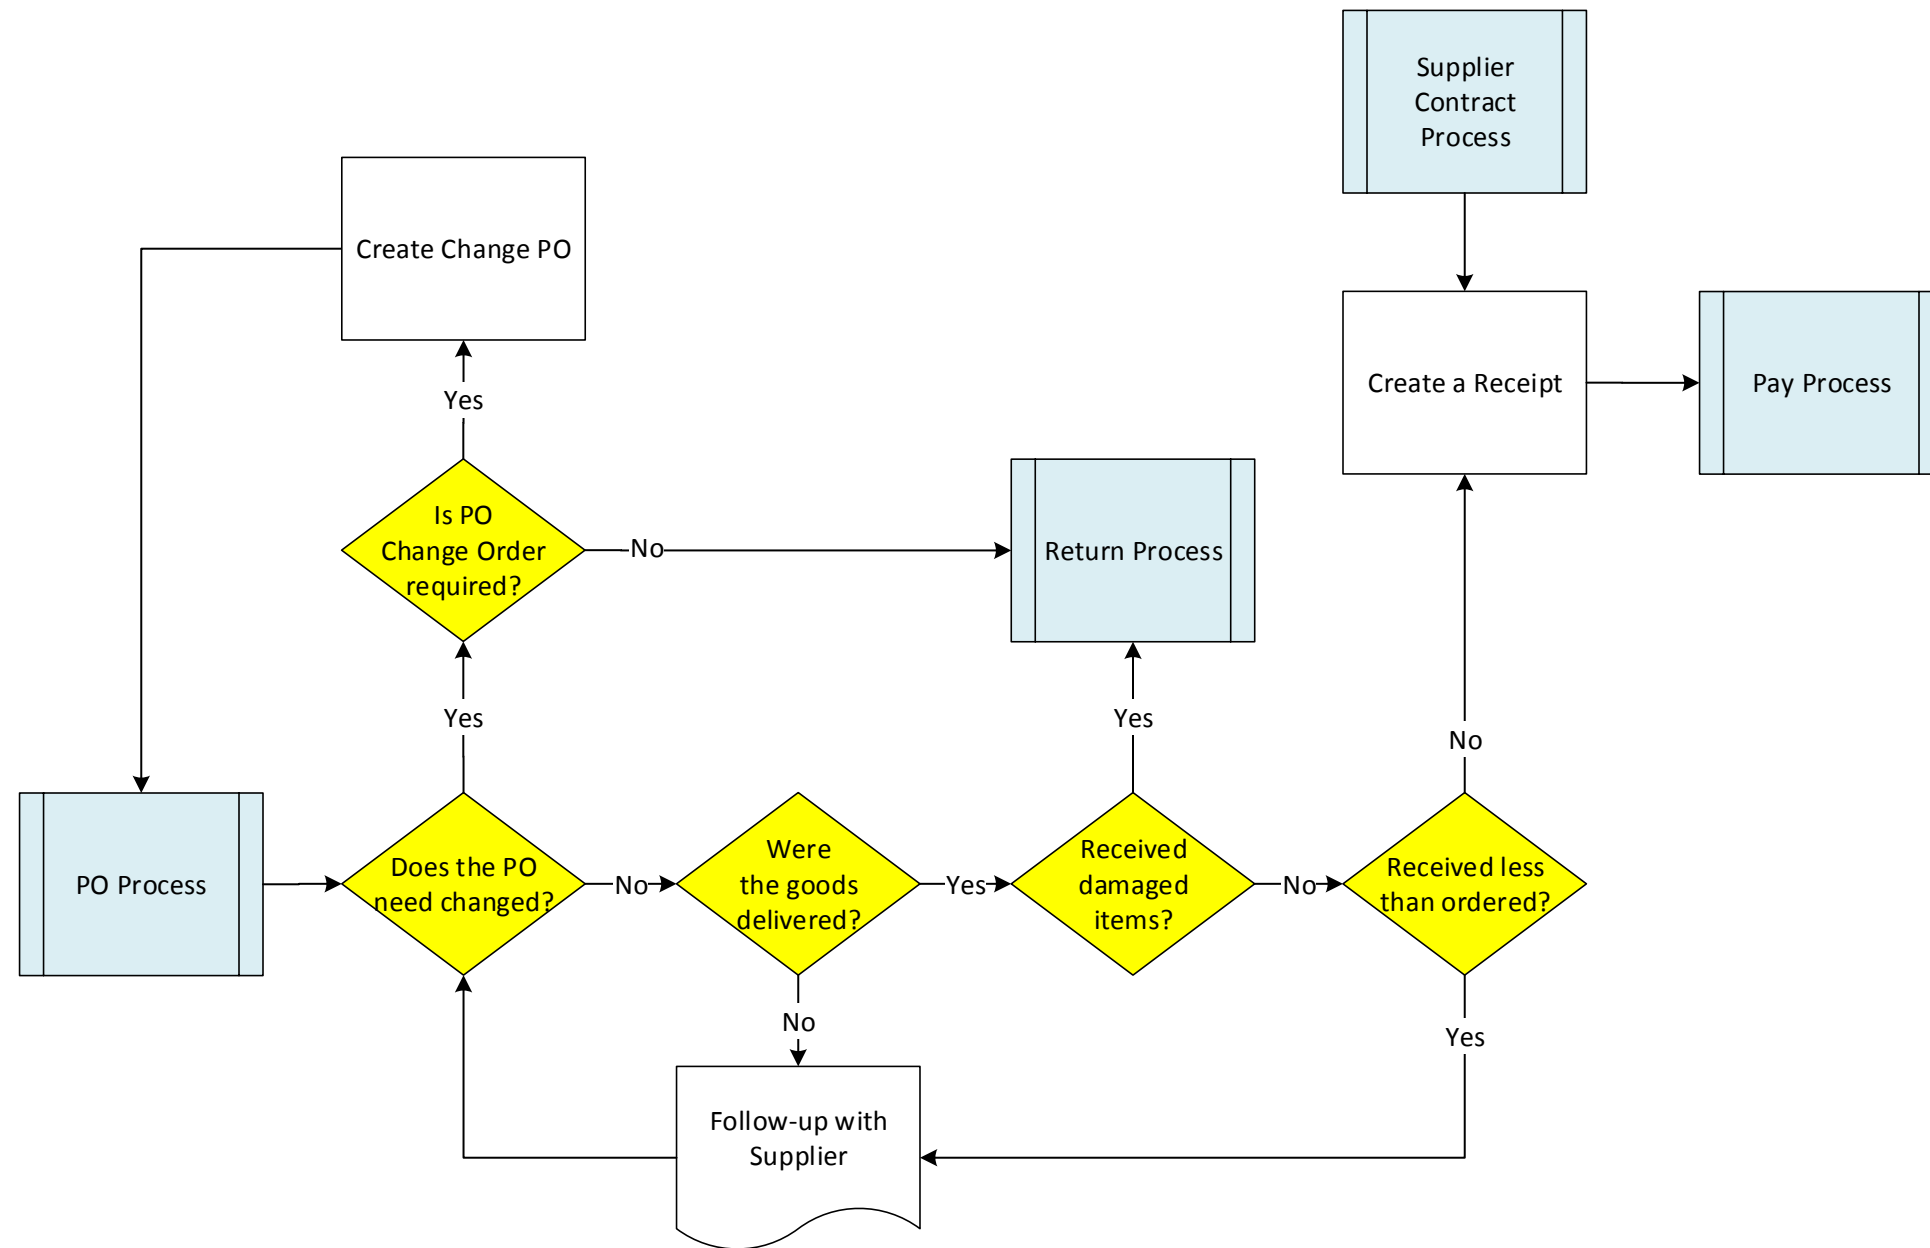 Supplier
Contract
Process
Create Change PO
Create a Receipt
Pay Process
Yes
Is PO
Change Order
required?
No
Return Process
Yes
Yes
No
PO Process
Does the PO
need changed?
No
Were
the goods
delivered?
Yes
Received
damaged
items?
No
Received less
than ordered?
No
Yes
Follow-up with
Supplier